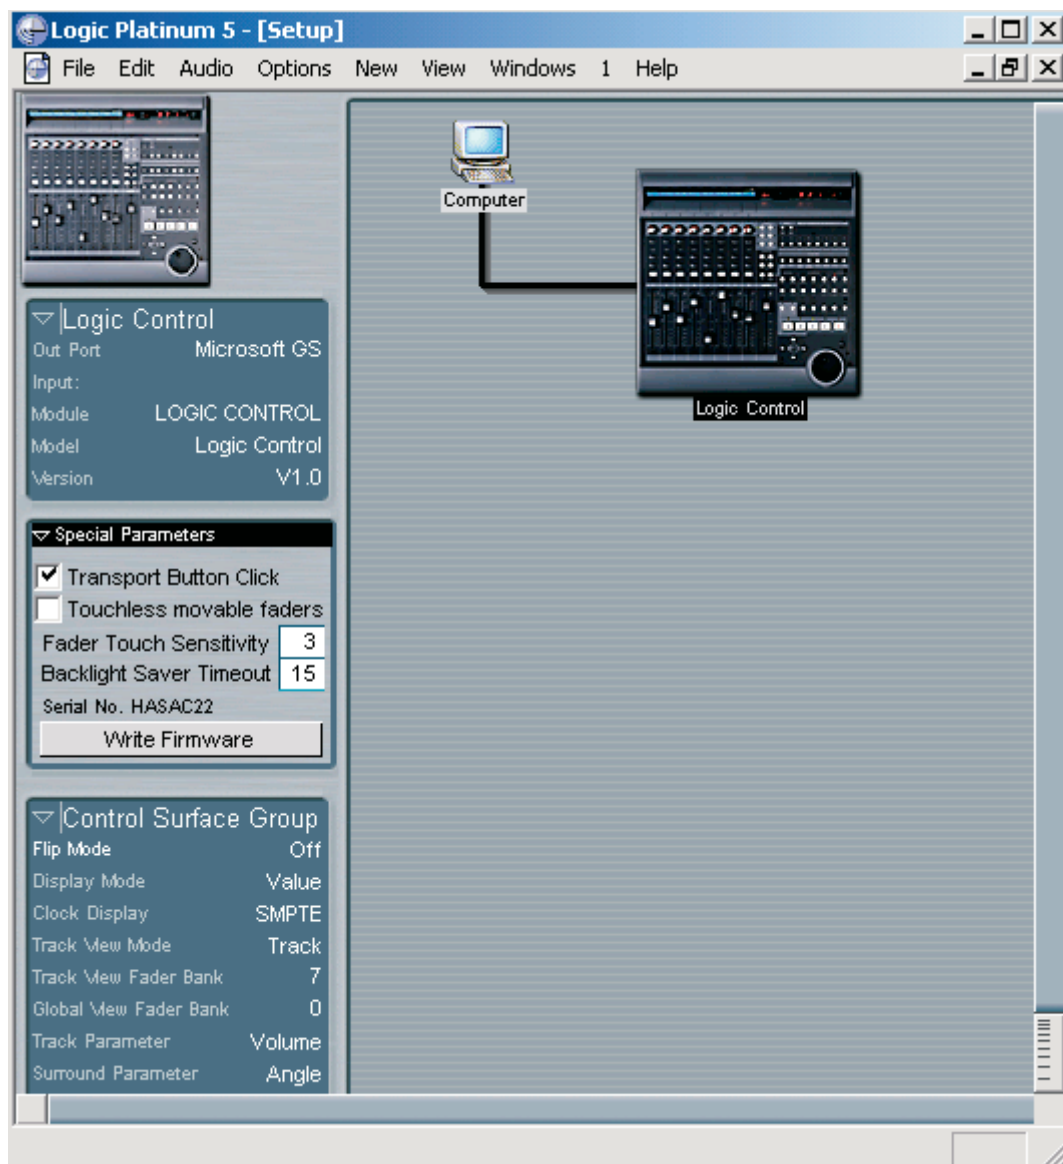 Logic Platinum 5 - [Setup]
File Edit Audio Options New View Windows 1 Help
Computer
Logic Control
Logic Control
Out Port Microsoft GS
Input:
Module LOGIC CONTROL
Model Logic Control
Version V1.0
Special Parameters
Transport Button Click
Touchless movable faders
Fader Touch Sensitivity 3
Backlight Saver Timeout 15
Serial No. HASAC22
Write Firmware
Control Surface Group
Flip Mode Off
Display Mode Value
Clock Display SMPTE
Track View Mode Track
Track View Fader Bank 7
Global View Fader Bank 0
Track Parameter Volume
Surround Parameter Angle